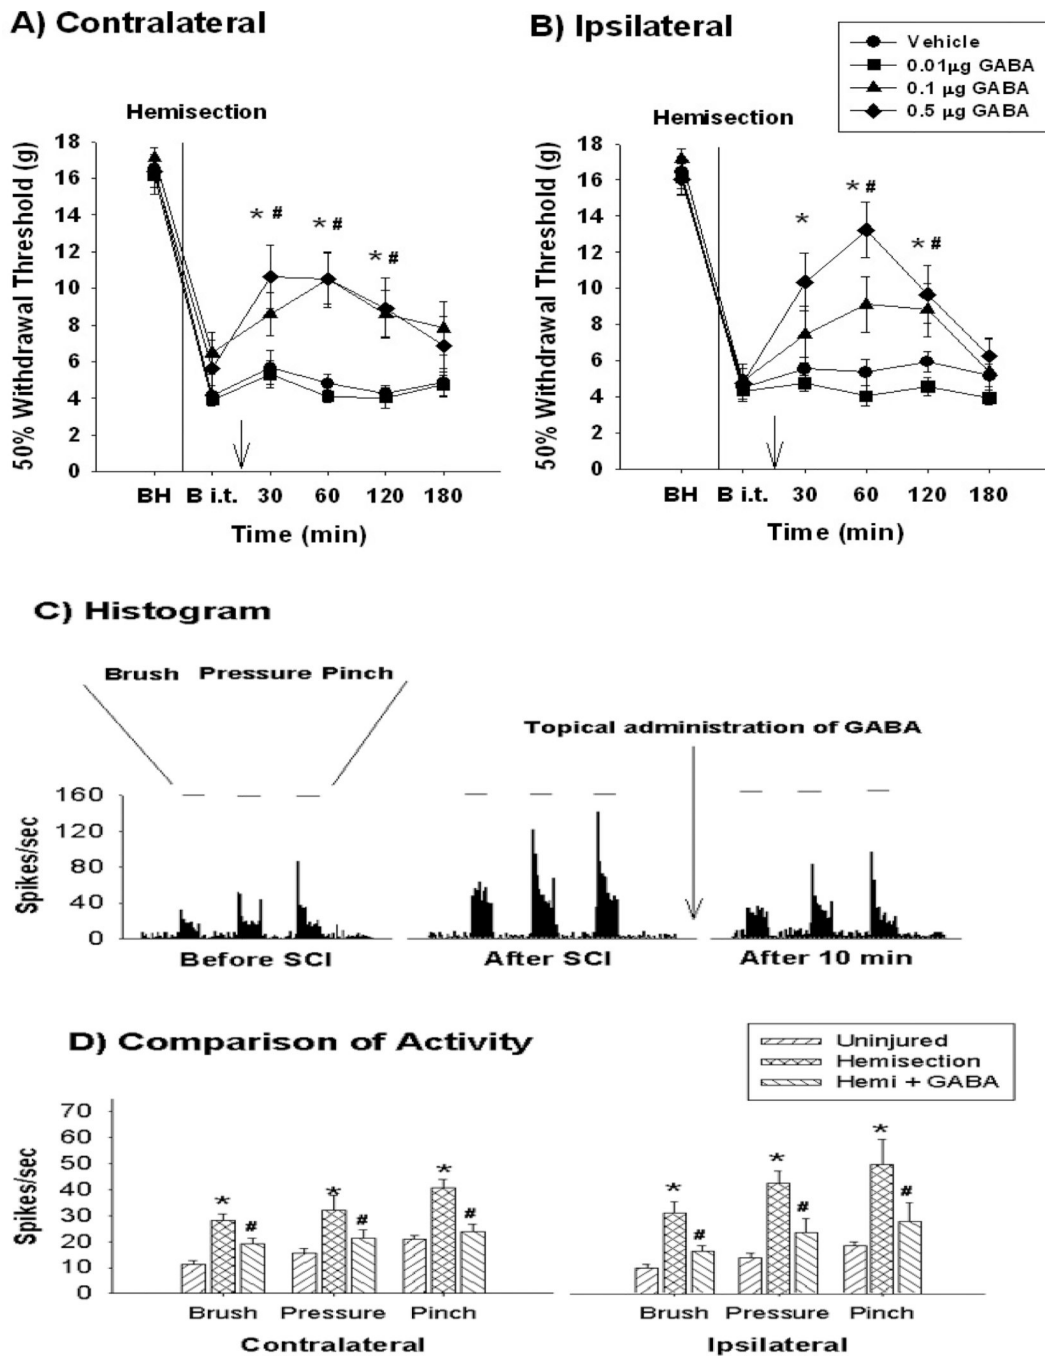 A) Contralateral
B) Ipsilateral
Vehicle
0.01µg GABA
0.1 µg GABA
0.5 µg GABA
Hemisection
50% Withdrawal Threshold (g)
18
16
14
12
10
8
6
4
2
0
* #
* #
* #
BH B i.t. 30 60 120 180
Time (min)
Hemisection
50% Withdrawal Threshold (g)
18
16
14
12
10
8
6
4
2
0
*
* #
* #
BH B i.t. 30 60 120 180
Time (min)
C) Histogram
Brush Pressure Pinch
Topical administration of GABA
Spikes/sec
160
120
80
40
0
Before SCI After SCI After 10 min
D) Comparison of Activity
Uninjured
Hemisection
Hemi + GABA
Spikes/sec
70
60
50
40
30
20
10
0
* # * # * #
* # * # * #
Brush Pressure Pinch
Contralateral
Brush Pressure Pinch
Ipsilateral